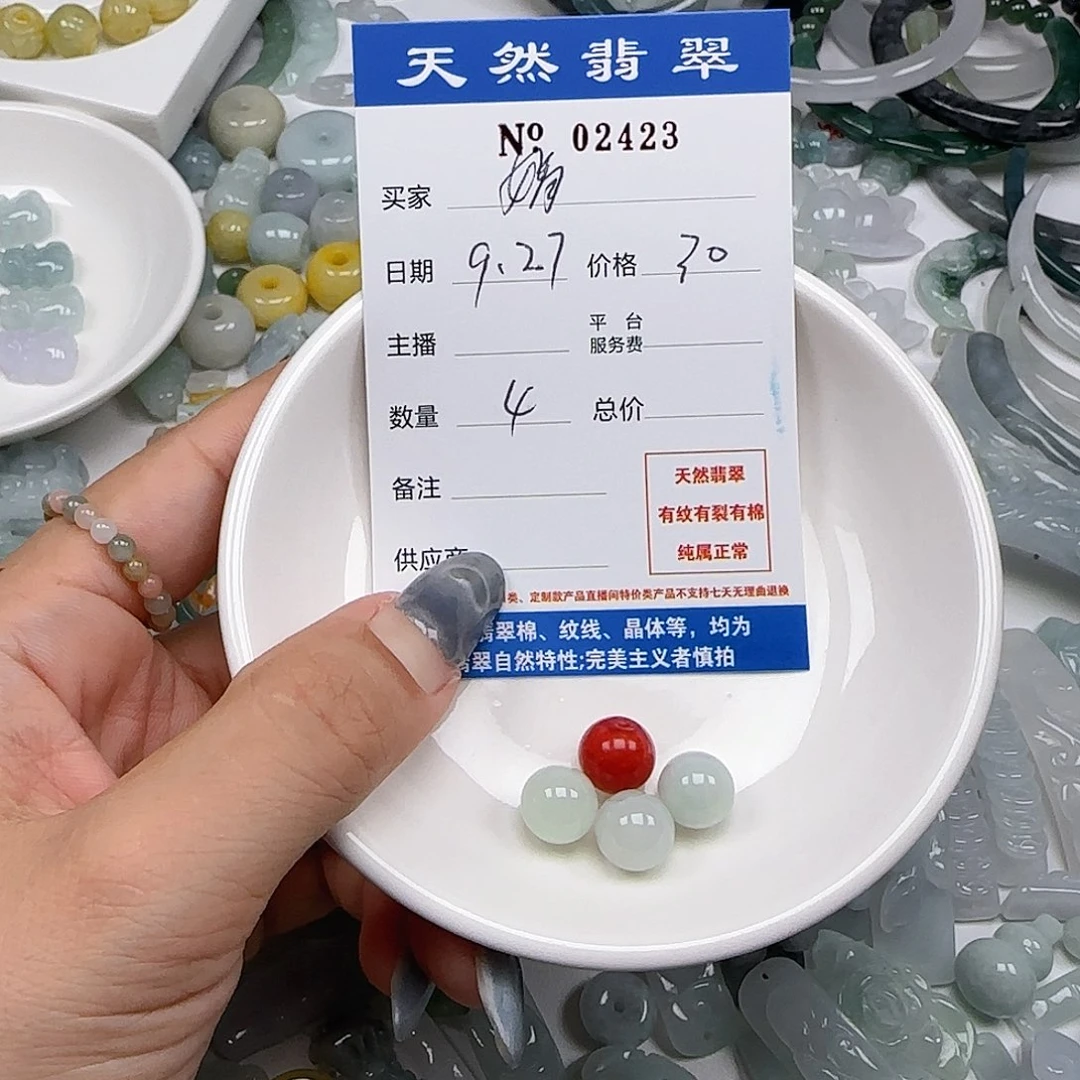 天然翡翠
Nº 02423
买家
日期 9.27 价格 30
主播 平台
服务费
数量 4 总价
备注
供应商
天然翡翠
有纹有裂有棉
纯属正常
类、定制款产品直播间特价类产品不支持七天无理由退换
翡翠棉、纹线、晶体等，均为
翡翠自然特性;完美主义者慎拍